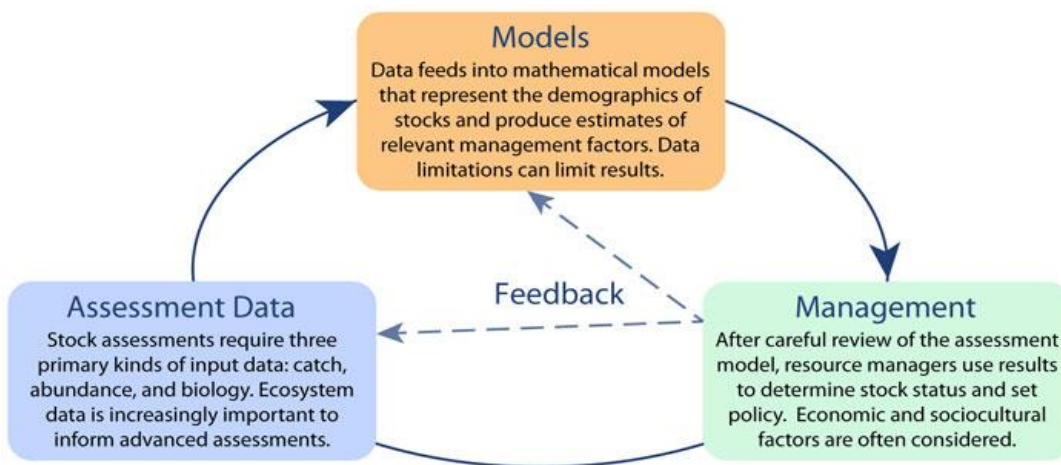 Models
Data feeds into mathematical models
that represent the demographics of
stocks and produce estimates of
relevant management factors. Data
limitations can limit results.
Feedback
Assessment Data
Stock assessments require three
primary kinds of input data: catch,
abundance, and biology. Ecosystem
data is increasingly important to
inform advanced assessments.
Management
After careful review of the assessment
model, resource managers use results
to determine stock status and set
policy. Economic and sociocultural
factors are often considered.